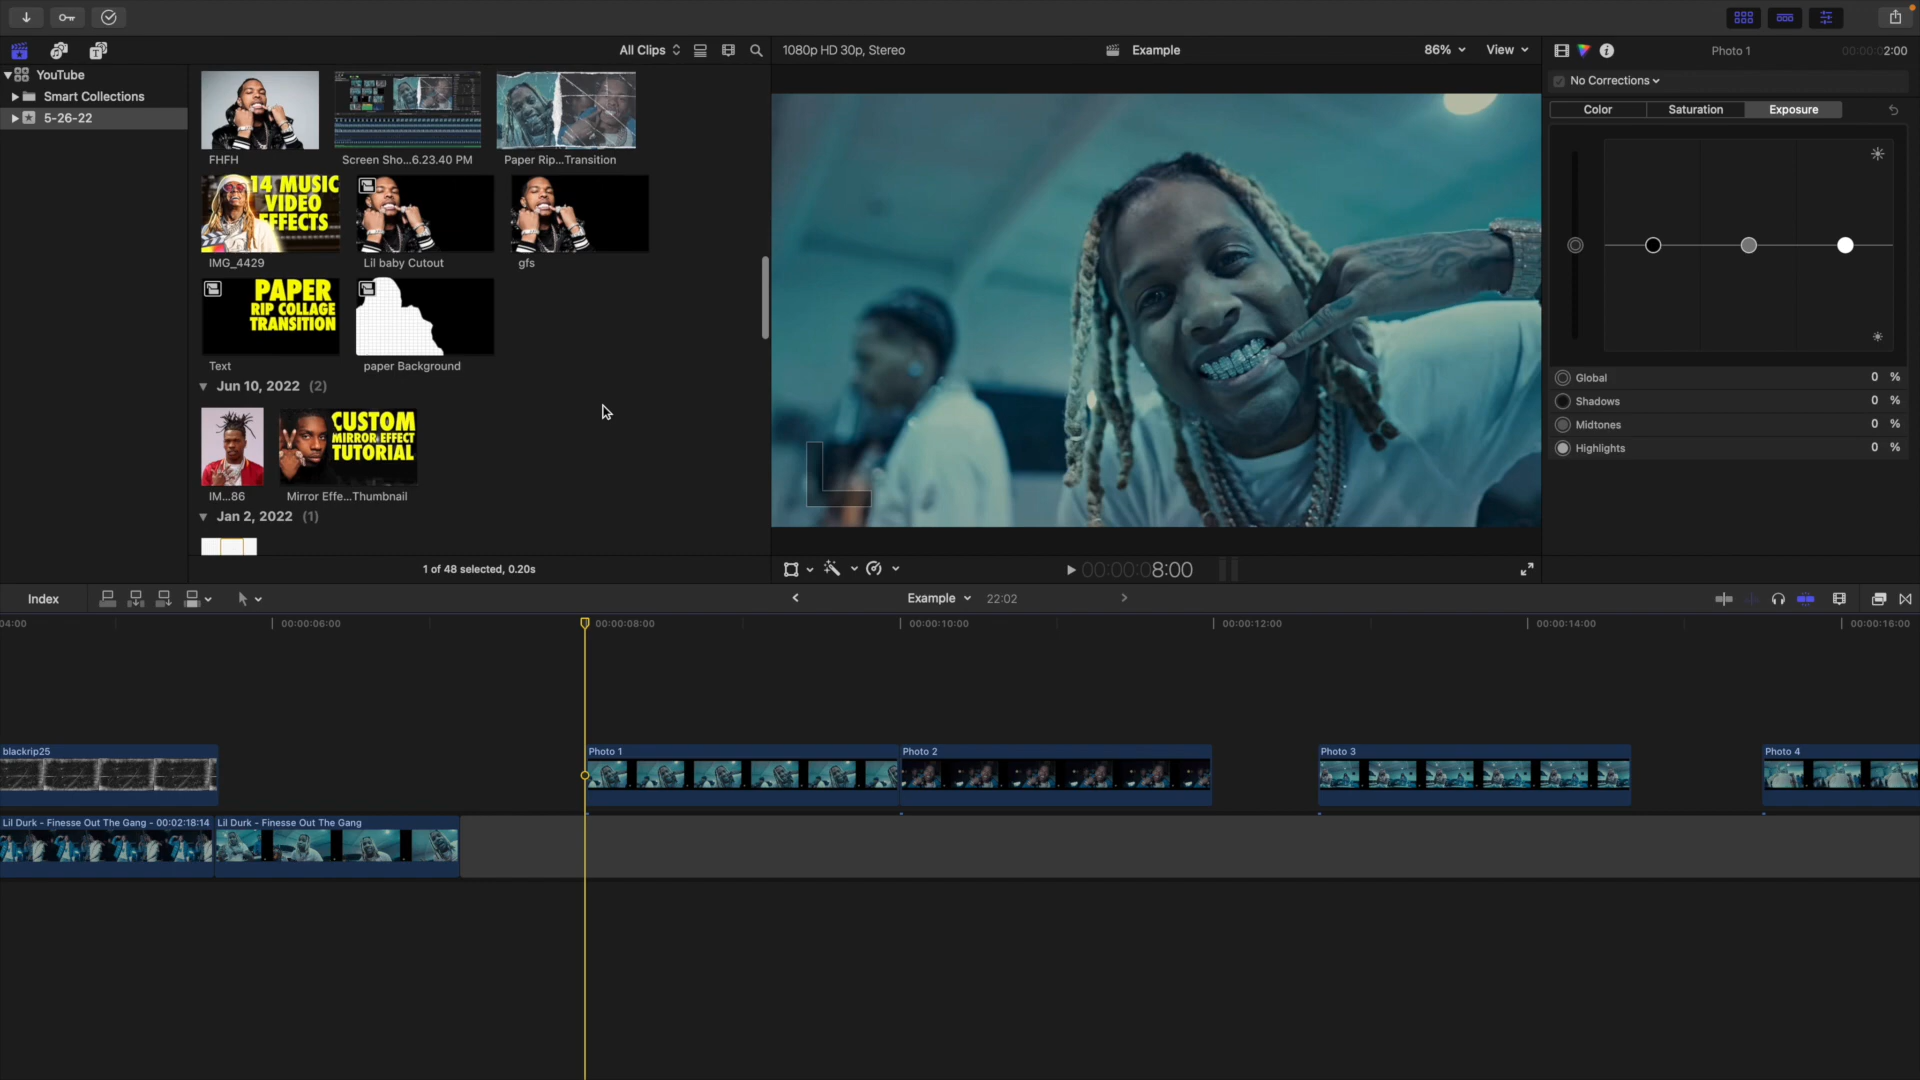 All Clips
1080p HD 30p, Stereo
Example
86%
View
Photo 1
00:00:02:00
YouTube
Smart Collections
5-26-22
FHFH
Screen Sho...6.23.40 PM
Paper Rip...Transition
14 MUSIC
VIDEO
EFFECTS
IMG_4429
Lil baby Cutout
gfs
PAPER
RIP COLLAGE
TRANSITION
Text
paper Background
Jun 10, 2022 (2)
CUSTOM
MIRROR EFFECT
TUTORIAL
IM...86
Mirror Effe...Thumbnail
Jan 2, 2022 (1)
1 of 48 selected, 0.20s
00:00:08:00
No Corrections
Color
Saturation
Exposure
Global 0 %
Shadows 0 %
Midtones 0 %
Highlights 0 %
Index
Example
22:02
04:00
00:00:06:00
00:00:08:00
00:00:10:00
00:00:12:00
00:00:14:00
00:00:16:00
blackrip25
Photo 1
Photo 2
Photo 3
Photo 4
Lil Durk - Finesse Out The Gang - 00:02:18:14
Lil Durk - Finesse Out The Gang